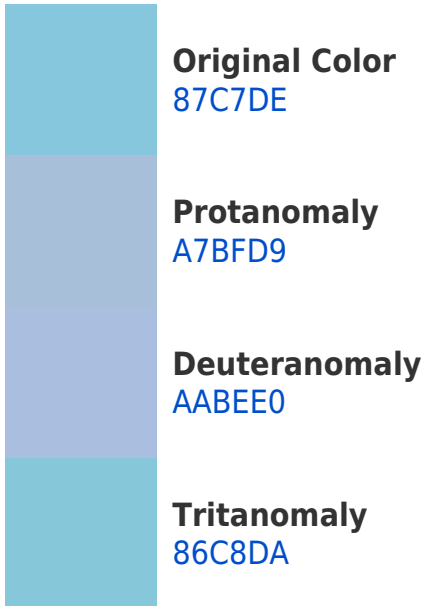 Original Color
87C7DE
Protanomaly
A7BFD9
Deuteranomaly
AABEE0
Tritanomaly
86C8DA